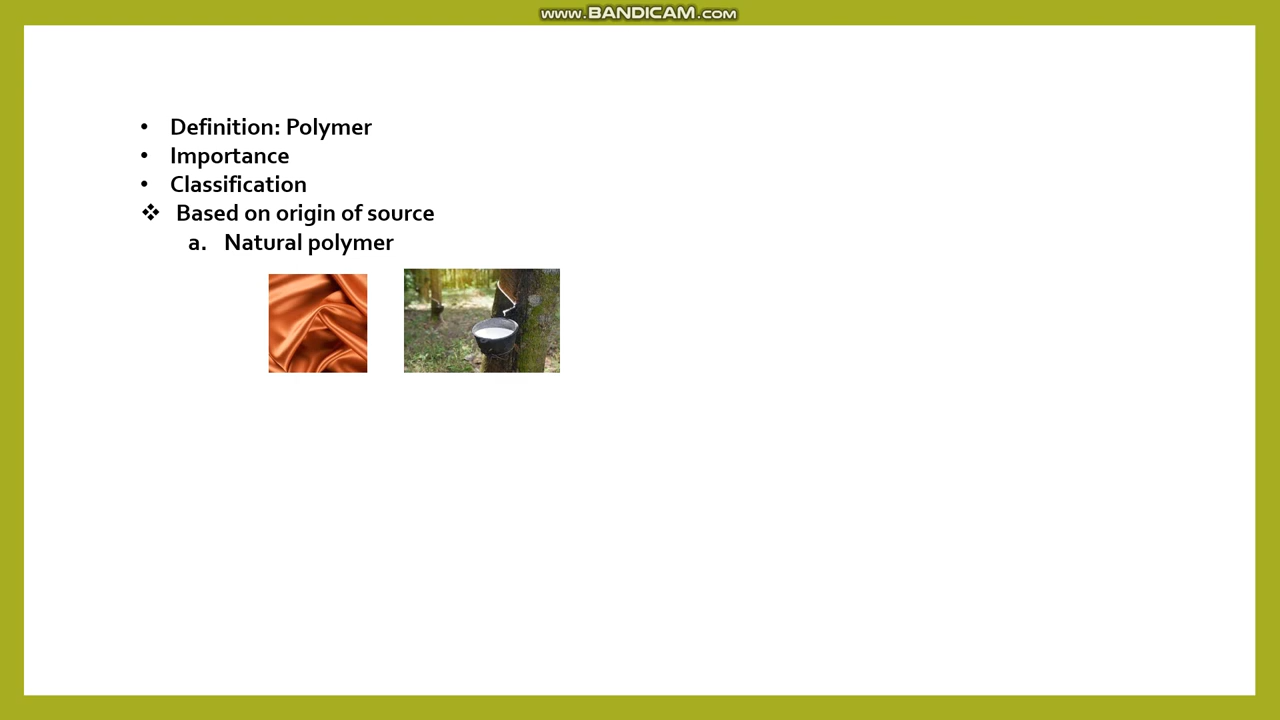 www.BANDICAM.com
• Definition: Polymer
• Importance
• Classification
❖ Based on origin of source
a. Natural polymer